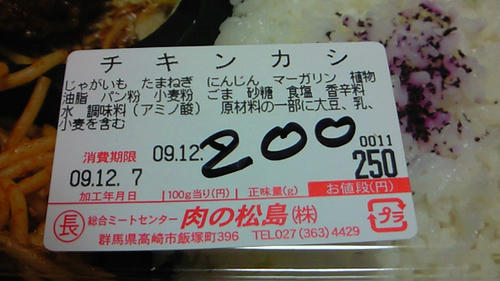 チキンカシ
じゃがいも たまねぎ にんじん マーガリン 植物
油脂 パン粉 小麦粉 ごま 砂糖 食塩 香辛料
水 調味料(アミノ酸) 原材料の一部に大豆、乳、
小麦を含む
200
0011
消費期限 09.12.
250
09.12. 7
加工年月日 100g当り(円) 正味量(g) お値段(円)
長 総合ミートセンター 肉の松島(株)
群馬県高崎市飯塚町396 TEL027(363)4429
プラ